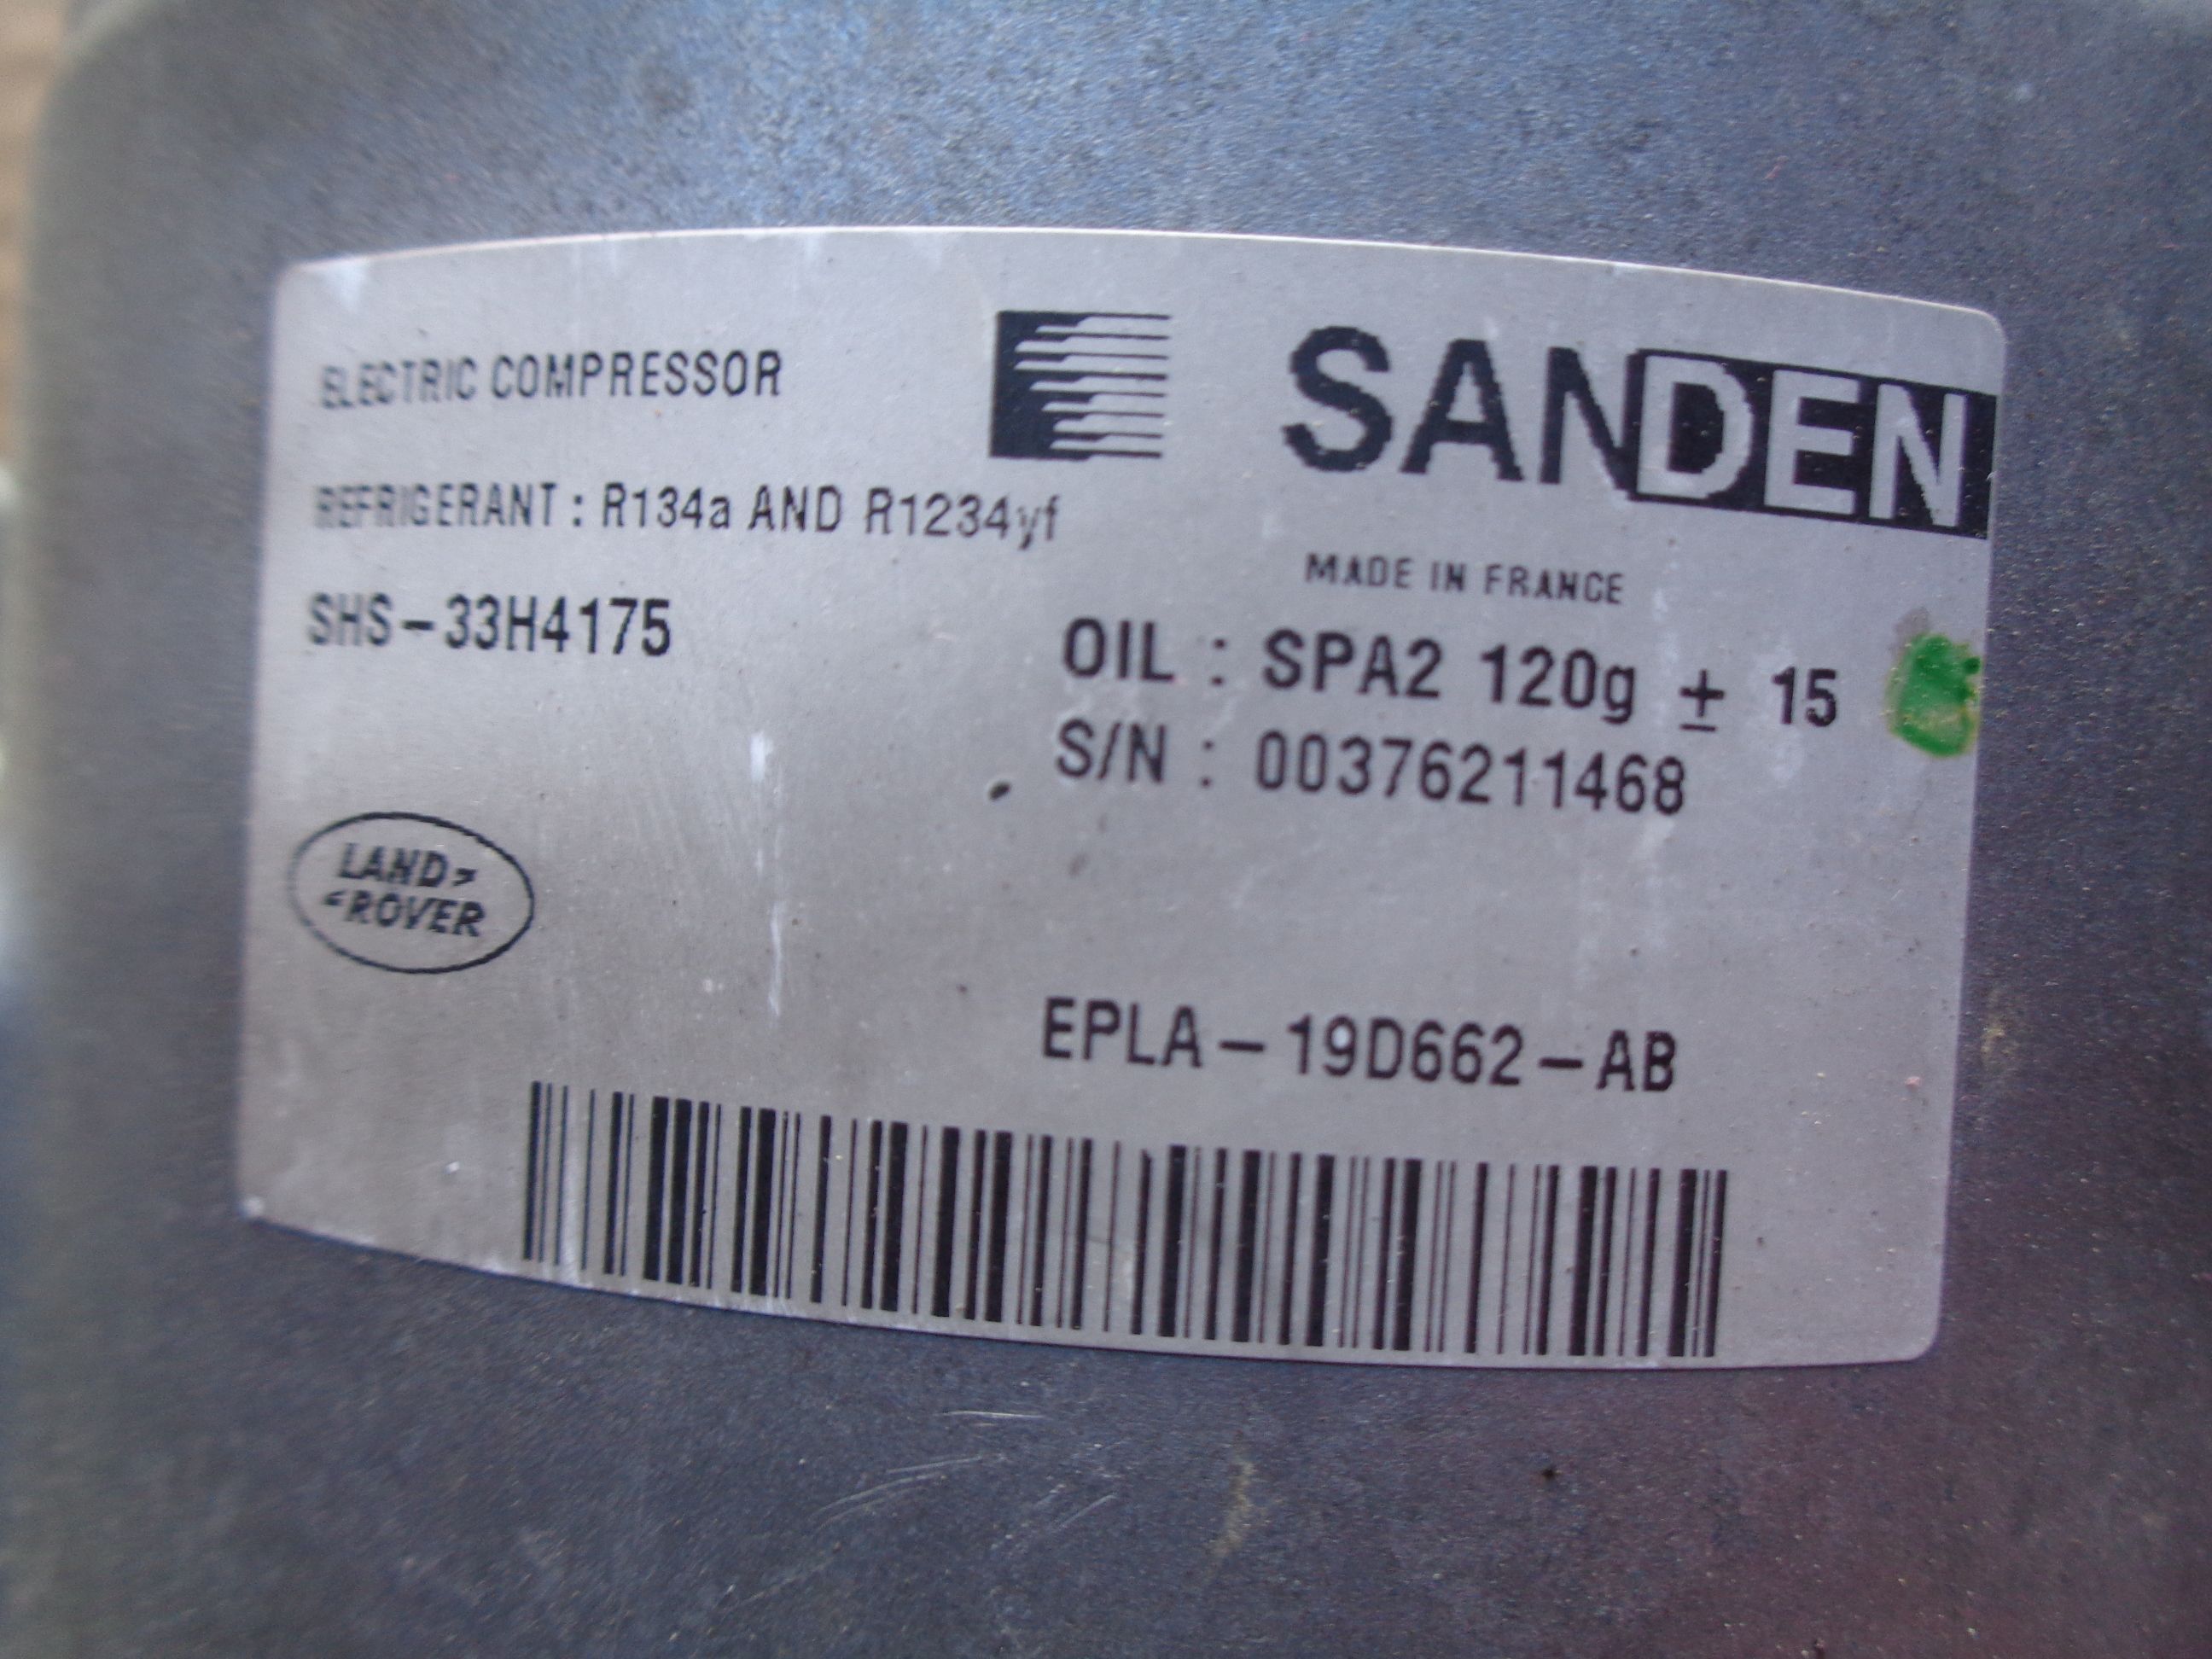 ELECTRIC COMPRESSOR
SANDEN
REFRIGERANT : R134a AND R1234yf
MADE IN FRANCE
SHS-33H4175
OIL : SPA2 120g ± 15
S/N : 00376211468
LAND
ROVER
EPLA-19D662-AB